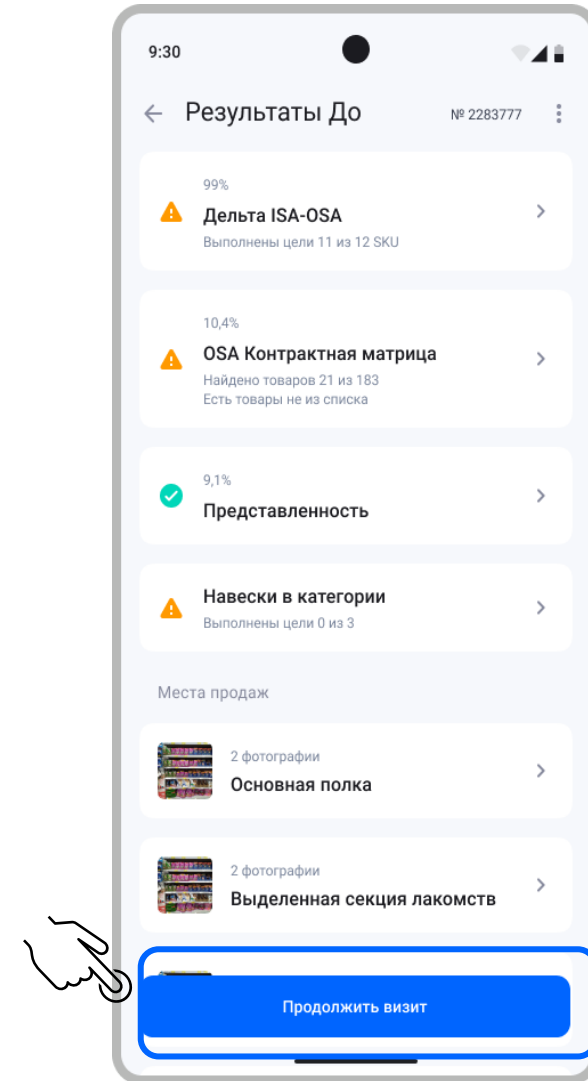 9:30
Результаты До
№ 2283777
99%
Дельта ISA-OSA
Выполнены цели 11 из 12 SKU
10,4%
OSA Контрактная матрица
Найдено товаров 21 из 183
Есть товары не из списка
9,1%
Представленность
Навески в категории
Выполнены цели 0 из 3
Места продаж
2 фотографии
Основная полка
2 фотографии
Выделенная секция лакомств
Продолжить визит